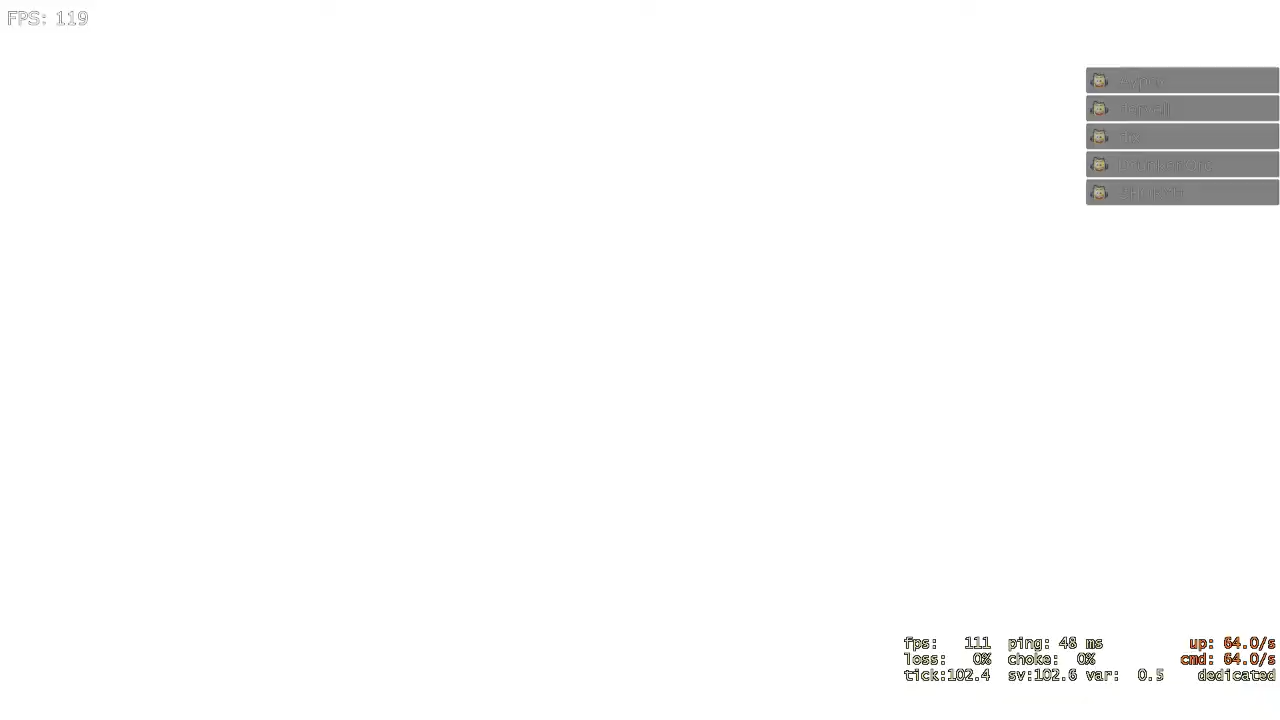 FPS: 119
fps: 111 ping: 48 ms up: 64.0/s
loss: 0% choke: 0% cmd: 64.0/s
tick:102.4 sv:102.6 var: 0.5 dedicated